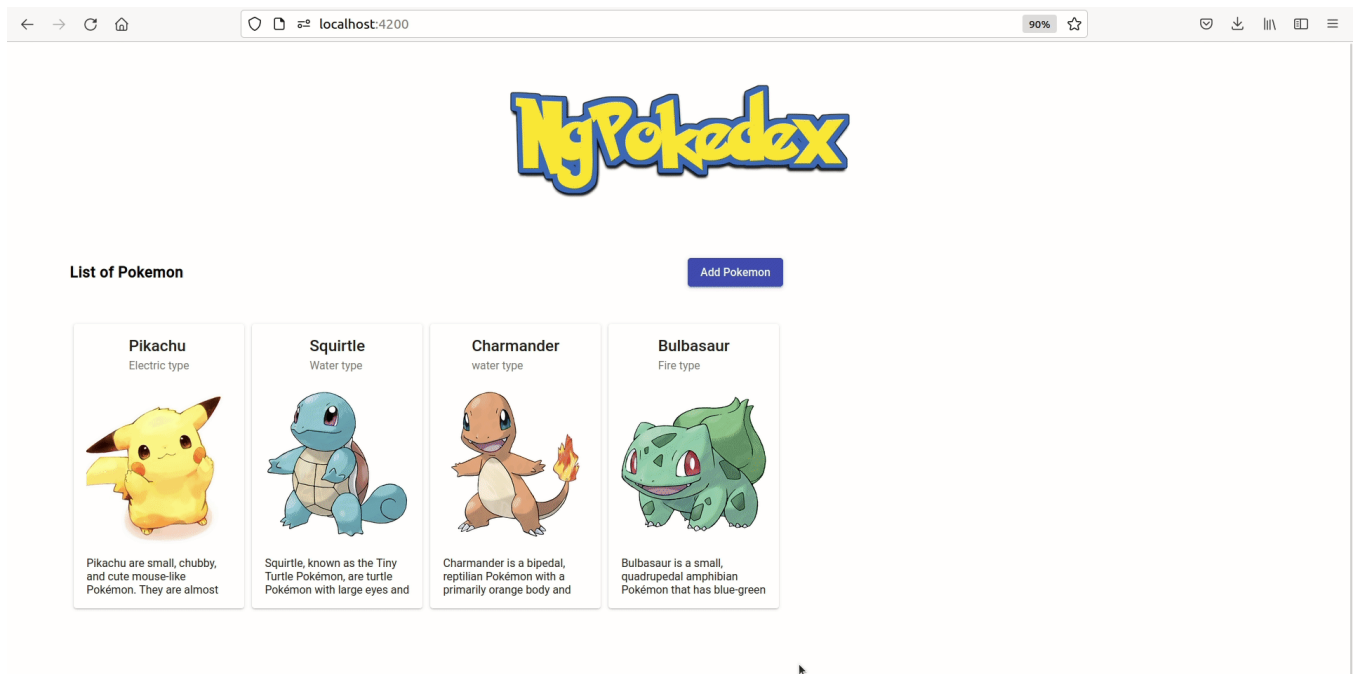 localhost:4200
90%
NgPokedex
List of Pokemon
Add Pokemon
Pikachu
Electric type
Pikachu are small, chubby,
and cute mouse-like
Pokémon. They are almost
Squirtle
Water type
Squirtle, known as the Tiny
Turtle Pokémon, are turtle
Pokémon with large eyes and
Charmander
water type
Charmander is a bipedal,
reptilian Pokémon with a
primarily orange body and
Bulbasaur
Fire type
Bulbasaur is a small,
quadrupedal amphibian
Pokémon that has blue-green